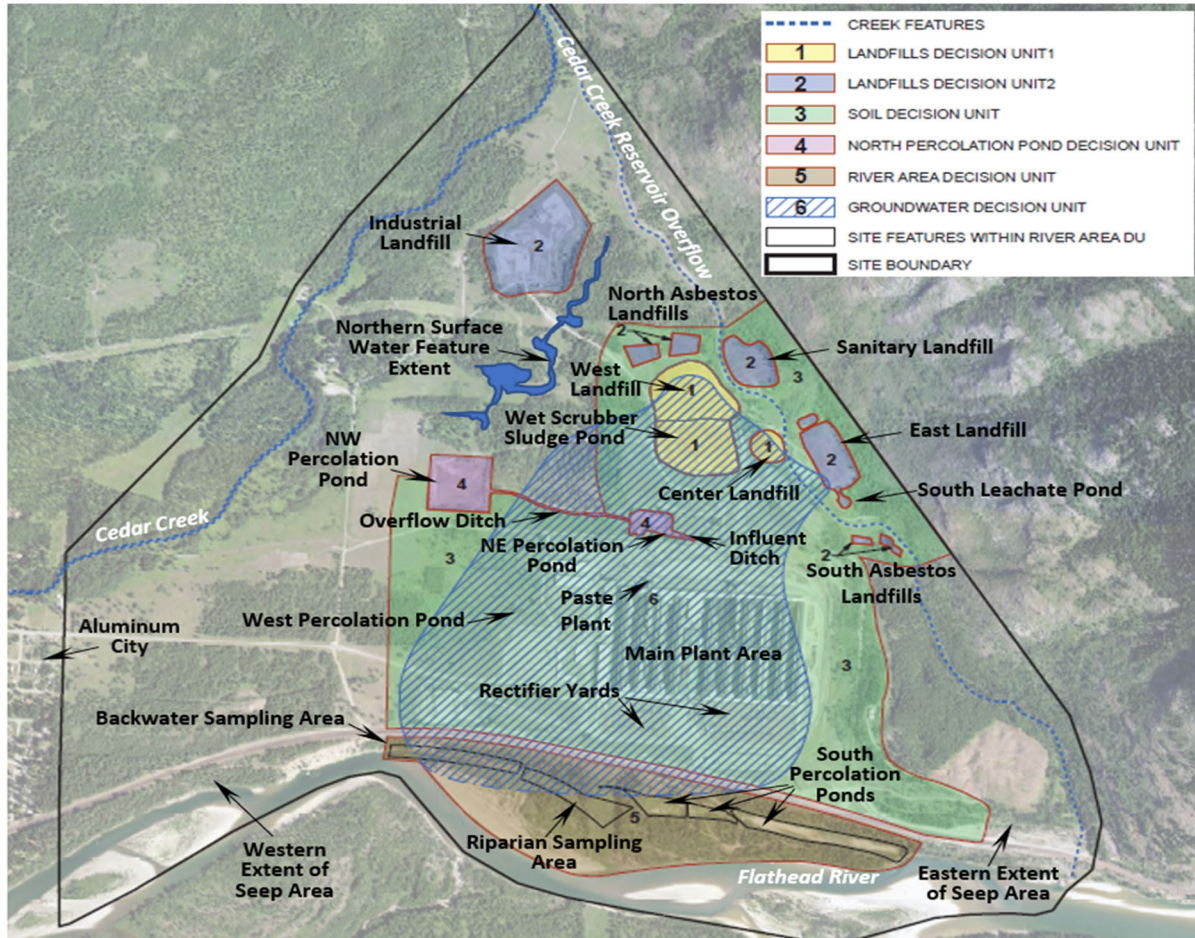 CREEK FEATURES
1 LANDFILLS DECISION UNIT1
2 LANDFILLS DECISION UNIT2
3 SOIL DECISION UNIT
4 NORTH PERCOLATION POND DECISION UNIT
5 RIVER AREA DECISION UNIT
6 GROUNDWATER DECISION UNIT
SITE FEATURES WITHIN RIVER AREA DU
SITE BOUNDARY
Cedar Creek Reservoir Overflow
Industrial
Landfill
2
North Asbestos
Landfills
2
Northern Surface
Water Feature
Extent
Sanitary Landfill
2
3
West
Landfill
1
Wet Scrubber
Sludge Pond
1
1
East Landfill
2
NW
Percolation
Pond
4
Center Landfill
South Leachate Pond
Cedar Creek
Overflow Ditch
4
NE Percolation
Pond
Influent
Ditch
3
2
South Asbestos
Landfills
Paste
Plant
6
West Percolation Pond
Aluminum
City
Main Plant Area
3
Rectifier Yards
Backwater Sampling Area
South
Percolation
Ponds
5
Riparian Sampling
Area
Western
Extent of
Seep Area
Flathead River
Eastern Extent
of Seep Area